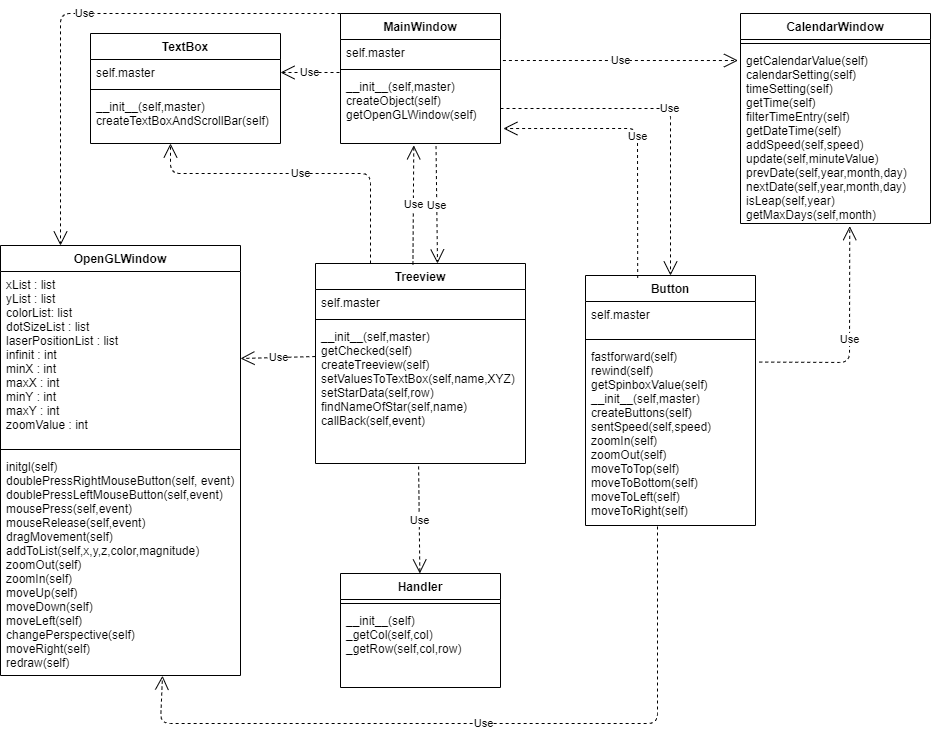 Use
TextBox
self.master
__init__(self,master)
createTextBoxAndScrollBar(self)
Use
MainWindow
self.master
__init__(self,master)
createObject(self)
getOpenGLWindow(self)
Use
CalendarWindow
getCalendarValue(self)
calendarSetting(self)
timeSetting(self)
getTime(self)
filterTimeEntry(self)
getDateTime(self)
addSpeed(self,speed)
update(self,minuteValue)
prevDate(self,year,month,day)
nextDate(self,year,month,day)
isLeap(self,year)
getMaxDays(self,month)
Use
Use
Use
Use
Use
OpenGLWindow
xList : list
yList : list
colorList: list
dotSizeList : list
laserPositionList : list
infinit : int
minX : int
maxX : int
minY : int
maxY : int
zoomValue : int
initgl(self)
doublePressRightMouseButton(self, event)
doublePressLeftMouseButton(self,event)
mousePress(self,event)
mouseRelease(self,event)
dragMovement(self)
addToList(self,x,y,z,color,magnitude)
zoomOut(self)
zoomIn(self)
moveUp(self)
moveDown(self)
moveLeft(self)
changePerspective(self)
moveRight(self)
redraw(self)
Use
Treeview
self.master
__init__(self,master)
getChecked(self)
createTreeview(self)
setValuesToTextBox(self,name,XYZ)
setStarData(self,row)
findNameOfStar(self,name)
callBack(self,event)
Button
self.master
fastforward(self)
rewind(self)
getSpinboxValue(self)
__init__(self,master)
createButtons(self)
sentSpeed(self,speed)
zoomIn(self)
zoomOut(self)
moveToTop(self)
moveToBottom(self)
moveToLeft(self)
moveToRight(self)
Use
Use
Handler
__init__(self)
_getCol(self,col)
_getRow(self,col,row)
Use